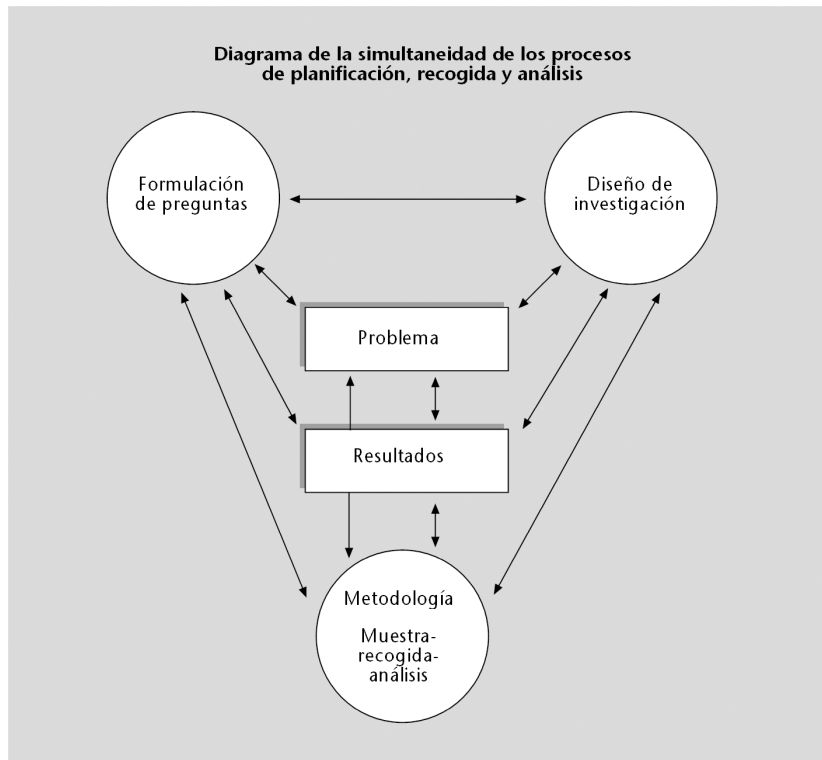 Diagrama de la simultaneidad de los procesos
de planificación, recogida y análisis
Formulación
de preguntas
Diseño de
investigación
Problema
Resultados
Metodología
Muestra-
recogida-
análisis